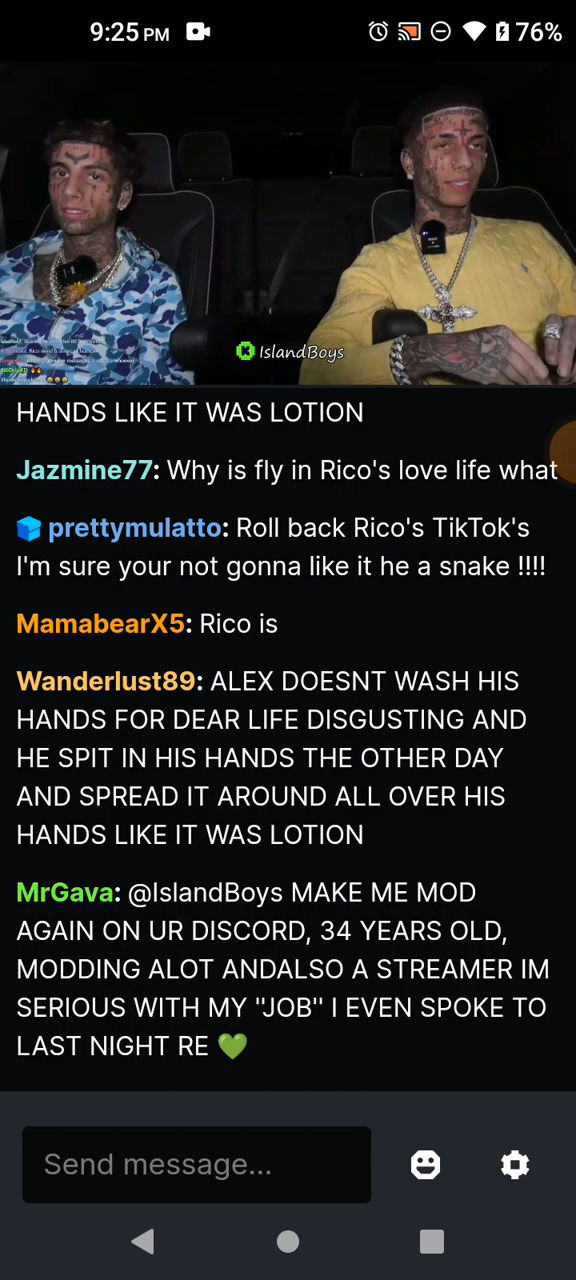 9:25 PM
76%
IslandBoys
HANDS LIKE IT WAS LOTION
Jazmine77: Why is fly in Rico's love life what
prettymulatto: Roll back Rico's TikTok's
I'm sure your not gonna like it he a snake !!!!
MamabearX5: Rico is
Wanderlust89: ALEX DOESNT WASH HIS
HANDS FOR DEAR LIFE DISGUSTING AND
HE SPIT IN HIS HANDS THE OTHER DAY
AND SPREAD IT AROUND ALL OVER HIS
HANDS LIKE IT WAS LOTION
MrGava: @IslandBoys MAKE ME MOD
AGAIN ON UR DISCORD, 34 YEARS OLD,
MODDING ALOT ANDALSO A STREAMER IM
SERIOUS WITH MY "JOB" I EVEN SPOKE TO
LAST NIGHT RE 💚
Send message...